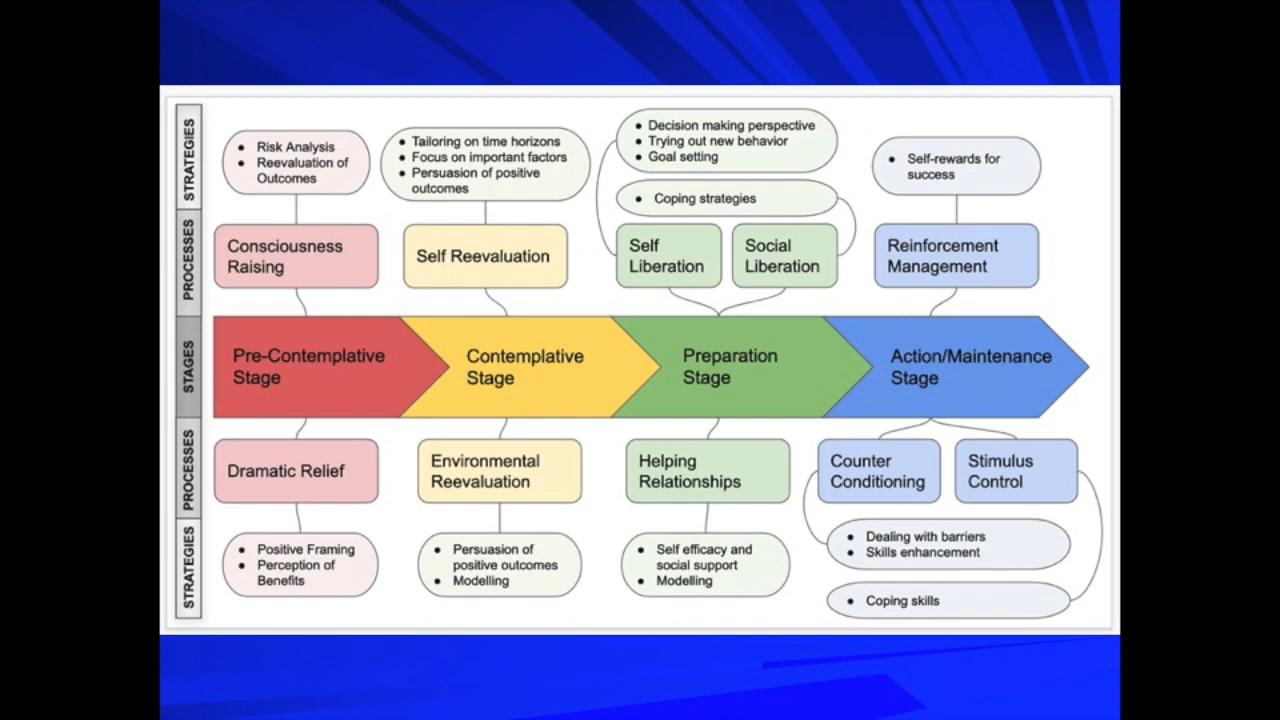 STRATEGIES
Risk Analysis
Reevaluation of
Outcomes
Tailoring on time horizons
Focus on important factors
Persuasion of positive
outcomes
Decision making perspective
Trying out new behavior
Goal setting
Coping strategies
Self-rewards for
success
PROCESSES
Consciousness
Raising
Self Reevaluation
Self
Liberation
Social
Liberation
Reinforcement
Management
STAGES
Pre-Contemplative
Stage
Contemplative
Stage
Preparation
Stage
Action/Maintenance
Stage
PROCESSES
Dramatic Relief
Environmental
Reevaluation
Helping
Relationships
Counter
Conditioning
Stimulus
Control
STRATEGIES
Positive Framing
Perception of
Benefits
Persuasion of
positive outcomes
Modelling
Self efficacy and
social support
Modelling
Dealing with barriers
Skills enhancement
Coping skills